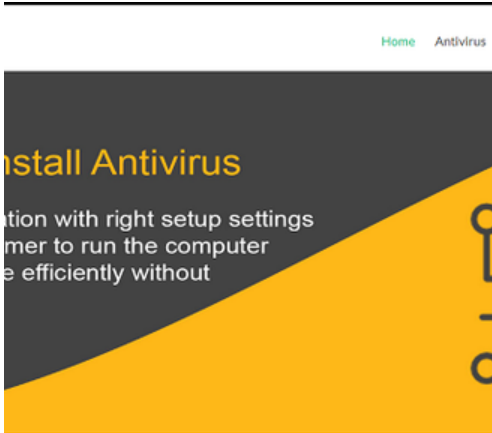 Home Antivirus
nstall Antivirus
ation with right setup settings
mer to run the computer
e efficiently without